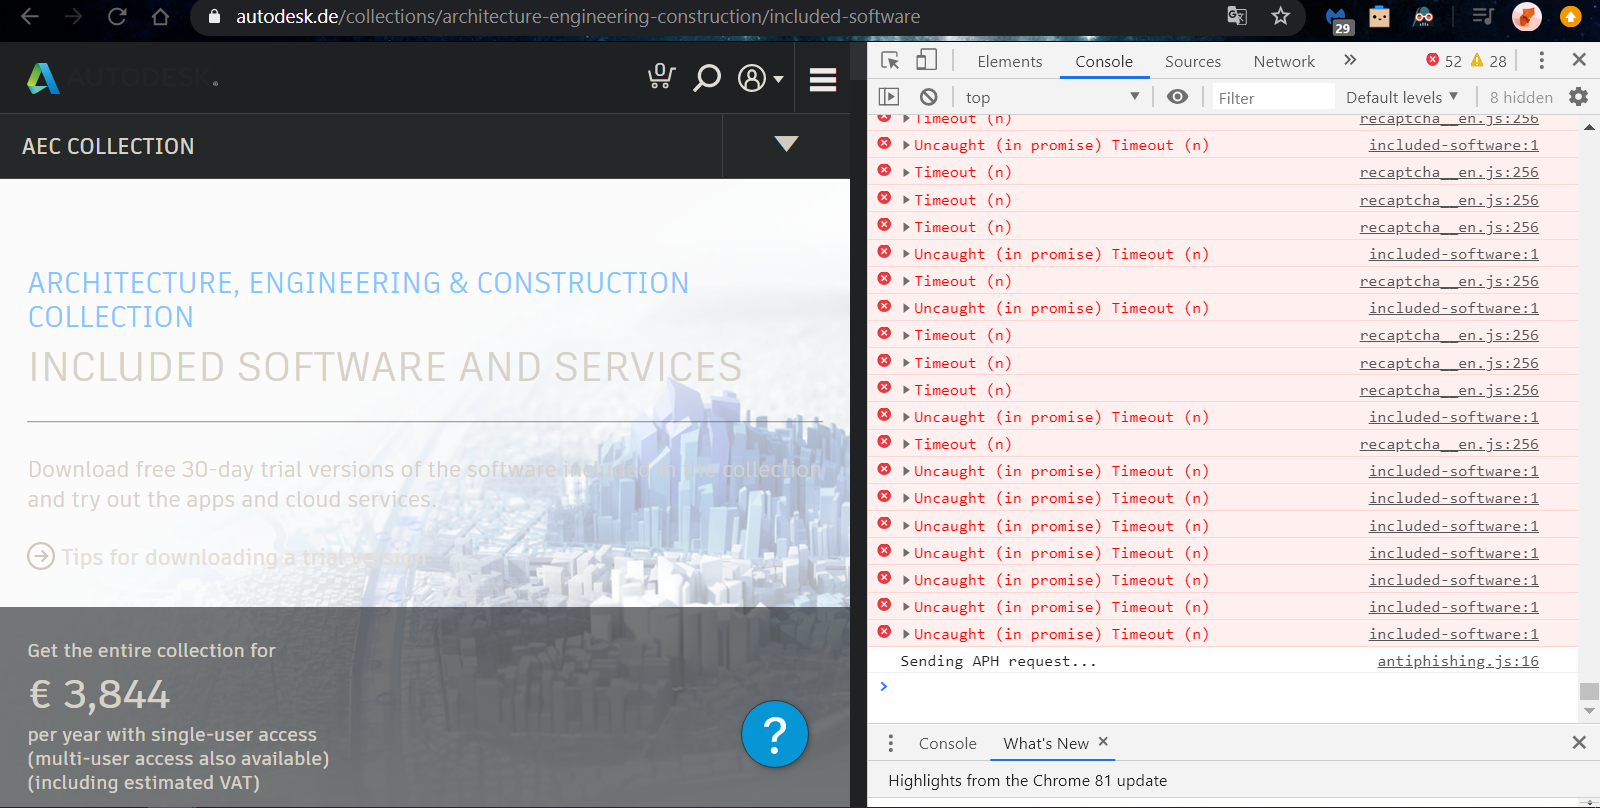 autodesk.de/collections/architecture-engineering-construction/included-software
29
AUTODESK.
0
AEC COLLECTION
ARCHITECTURE, ENGINEERING & CONSTRUCTION
COLLECTION
INCLUDED SOFTWARE AND SERVICES
Download free 30-day trial versions of the software included in the collection
and try out the apps and cloud services.
Tips for downloading a trial version
Get the entire collection for
€ 3,844
per year with single-user access
(multi-user access also available)
(including estimated VAT)
?
Elements Console Sources Network » 52 28
top Filter Default levels 8 hidden
Timeout (n) recaptcha__en.js:256
Uncaught (in promise) Timeout (n) included-software:1
Timeout (n) recaptcha__en.js:256
Timeout (n) recaptcha__en.js:256
Timeout (n) recaptcha__en.js:256
Uncaught (in promise) Timeout (n) included-software:1
Timeout (n) recaptcha__en.js:256
Uncaught (in promise) Timeout (n) included-software:1
Timeout (n) recaptcha__en.js:256
Timeout (n) recaptcha__en.js:256
Timeout (n) recaptcha__en.js:256
Uncaught (in promise) Timeout (n) included-software:1
Timeout (n) recaptcha__en.js:256
Uncaught (in promise) Timeout (n) included-software:1
Uncaught (in promise) Timeout (n) included-software:1
Uncaught (in promise) Timeout (n) included-software:1
Uncaught (in promise) Timeout (n) included-software:1
Uncaught (in promise) Timeout (n) included-software:1
Uncaught (in promise) Timeout (n) included-software:1
Uncaught (in promise) Timeout (n) included-software:1
Sending APH request... antiphishing.js:16
>
Console What's New ×
Highlights from the Chrome 81 update